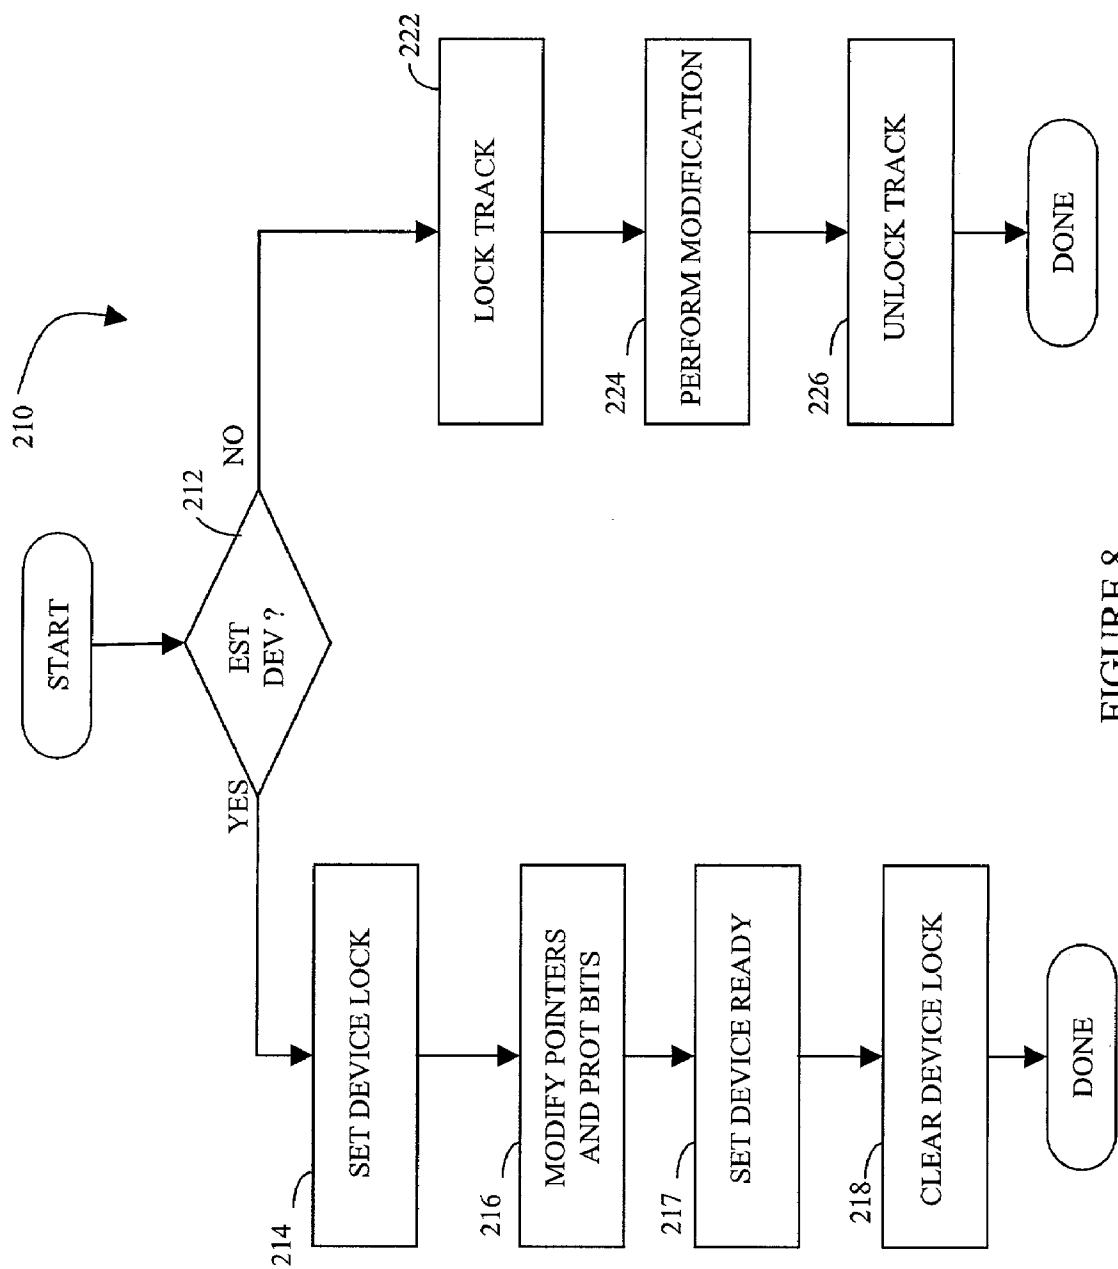 210
START
EST
DEV ?
212
YES
NO
SET DEVICE LOCK
214
MODIFY POINTERS
AND PROT BITS
216
SET DEVICE READY
217
CLEAR DEVICE LOCK
218
DONE
LOCK TRACK
222
PERFORM MODIFICATION
224
UNLOCK TRACK
226
DONE
FIGURE 8